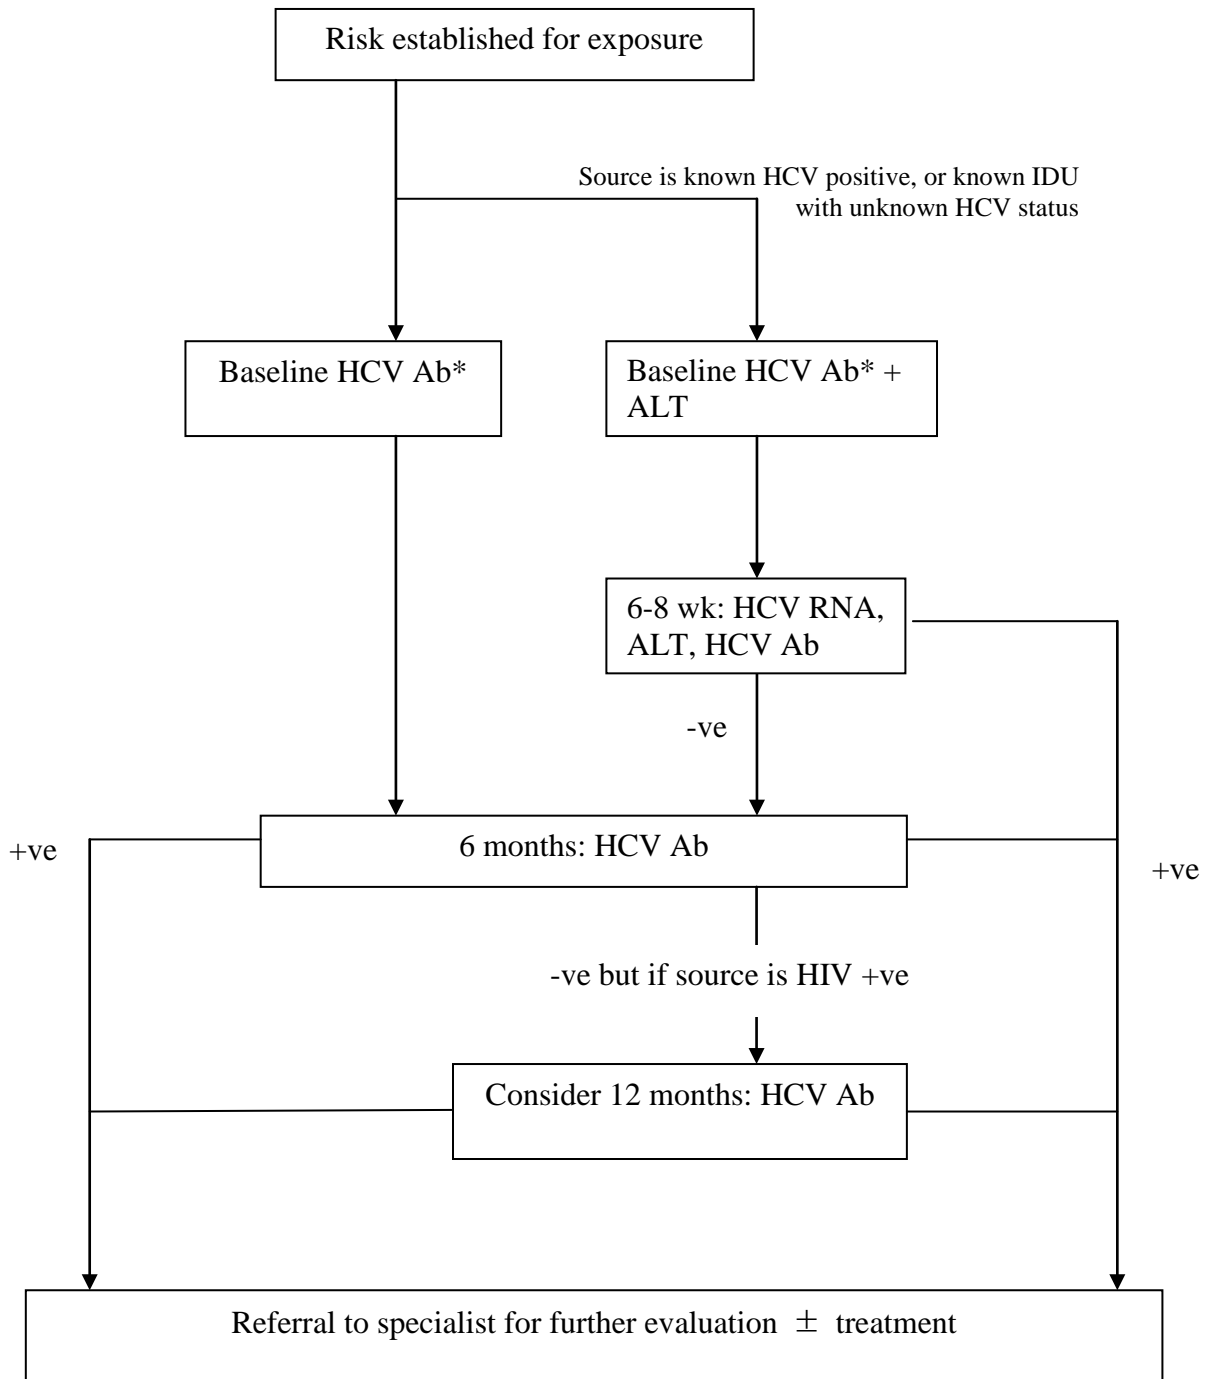 Risk established for exposure
Source is known HCV positive, or known IDU
with unknown HCV status
Baseline HCV Ab*
Baseline HCV Ab* +
ALT
6-8 wk: HCV RNA,
ALT, HCV Ab
-ve
6 months: HCV Ab
+ve
+ve
-ve but if source is HIV +ve
Consider 12 months: HCV Ab
Referral to specialist for further evaluation ± treatment